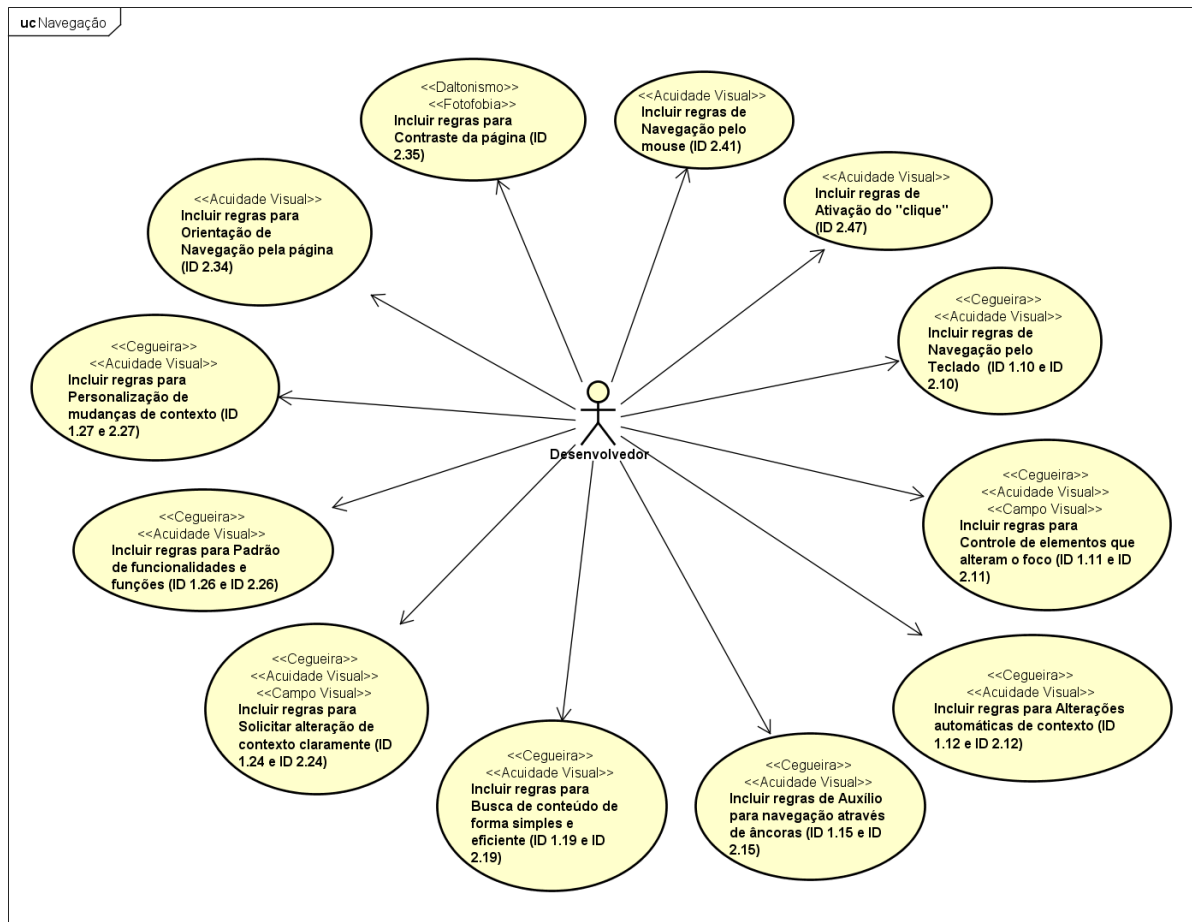 uc Navegação
<<Daltonismo>>
<<Fotofobia>>
Incluir regras para
Contraste da página (ID
2.35)
<<Acuidade Visual>>
Incluir regras de
Navegação pelo
mouse (ID 2.41)
<<Acuidade Visual>>
Incluir regras de
Ativação do "clique"
(ID 2.47)
<<Acuidade Visual>>
Incluir regras para
Orientação de
Navegação pela página
(ID 2.34)
<<Cegueira>>
<<Acuidade Visual>>
Incluir regras de
Navegação pelo
Teclado (ID 1.10 e ID
2.10)
<<Cegueira>>
<<Acuidade Visual>>
Incluir regras para
Personalização de
mudanças de contexto (ID
1.27 e 2.27)
Desenvolvedor
<<Cegueira>>
<<Acuidade Visual>>
<<Campo Visual>>
Incluir regras para
Controle de elementos que
alteram o foco (ID 1.11 e ID
2.11)
<<Cegueira>>
<<Acuidade Visual>>
Incluir regras para Padrão
de funcionalidades e
funções (ID 1.26 e ID 2.26)
<<Cegueira>>
<<Acuidade Visual>>
<<Campo Visual>>
Incluir regras para
Solicitar alteração de
contexto claramente (ID
1.24 e ID 2.24)
<<Cegueira>>
<<Acuidade Visual>>
Incluir regras para Alterações
automáticas de contexto (ID
1.12 e ID 2.12)
<<Cegueira>>
<<Acuidade Visual>>
Incluir regras para
Busca de conteúdo de
forma simples e
eficiente (ID 1.19 e ID
2.19)
<<Cegueira>>
<<Acuidade Visual>>
Incluir regras de Auxílio
para navegação através
de âncoras (ID 1.15 e ID
2.15)